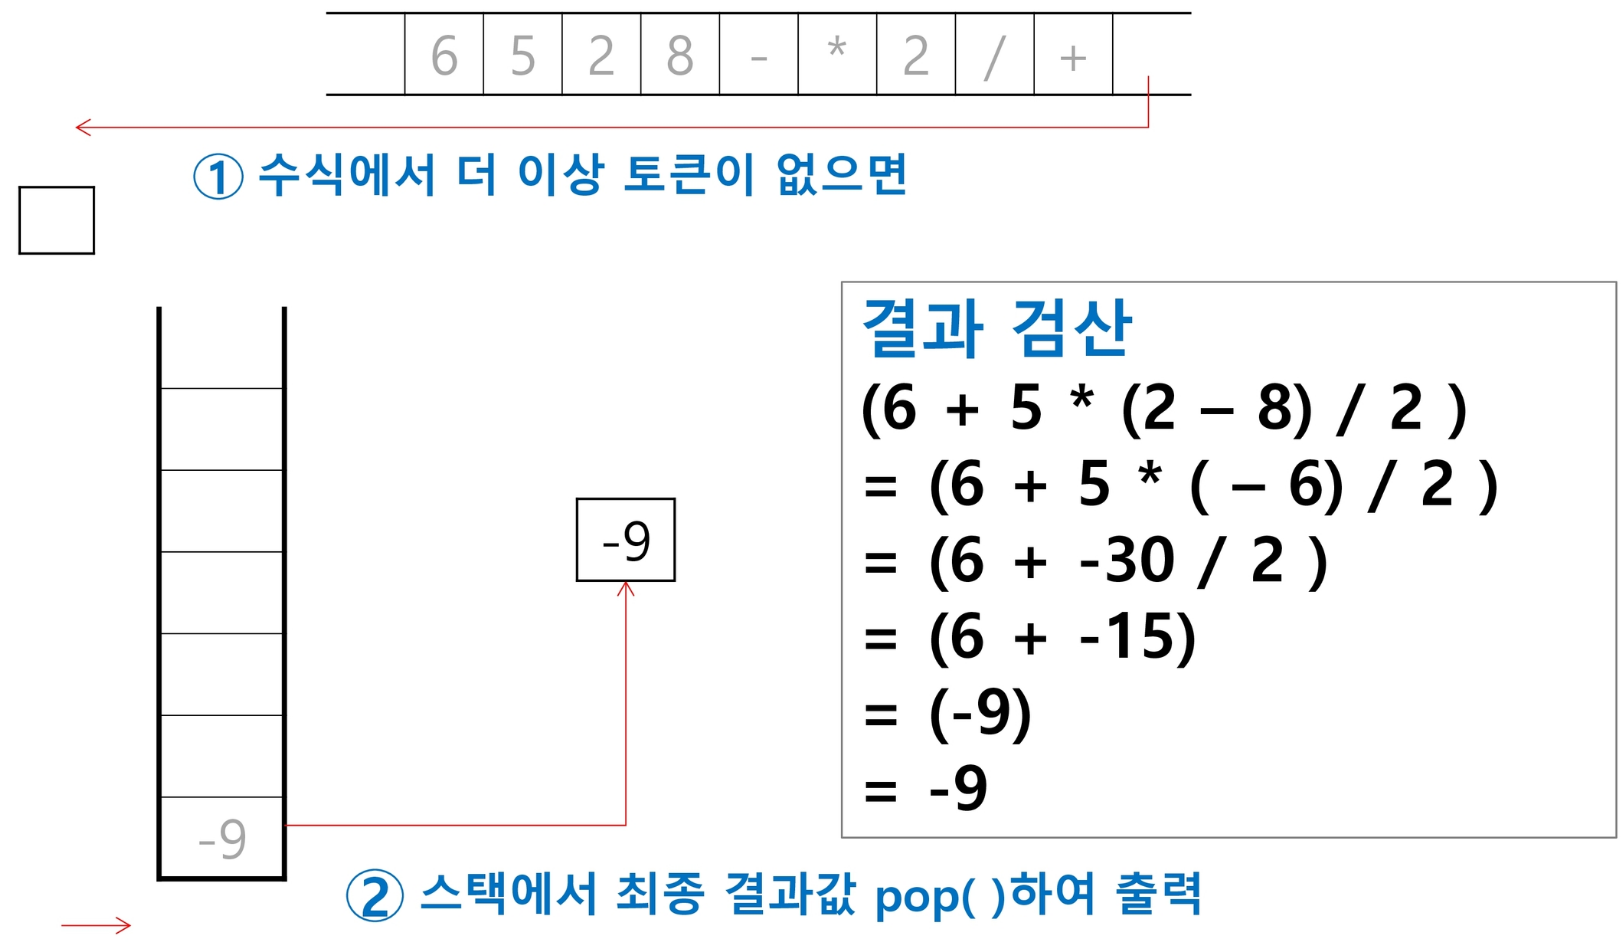 6 5 2 8 - * 2 / +
① 수식에서 더 이상 토큰이 없으면
결과 검산
(6 + 5 * (2 – 8) / 2 )
= (6 + 5 * ( – 6) / 2 )
= (6 + -30 / 2 )
= (6 + -15)
= (-9)
= -9
-9
-9
② 스택에서 최종 결과값 pop( )하여 출력